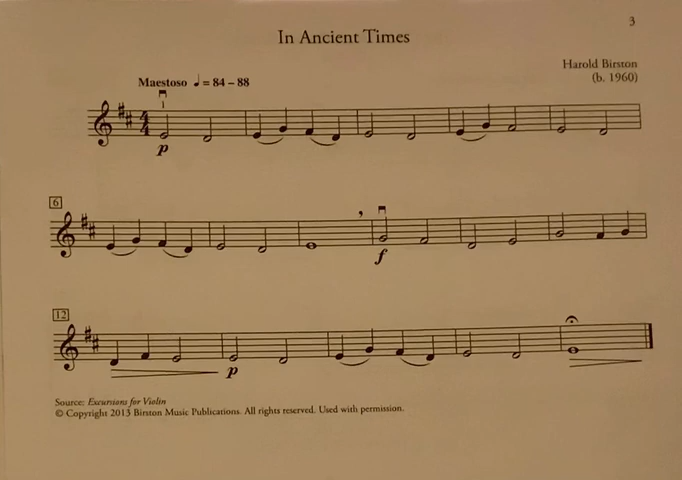 3
In Ancient Times
Harold Birston
(b. 1960)
Maestoso ♩ = 84 – 88
p
6
f
12
p
Source: Excursions for Violin
© Copyright 2013 Birston Music Publications. All rights reserved. Used with permission.